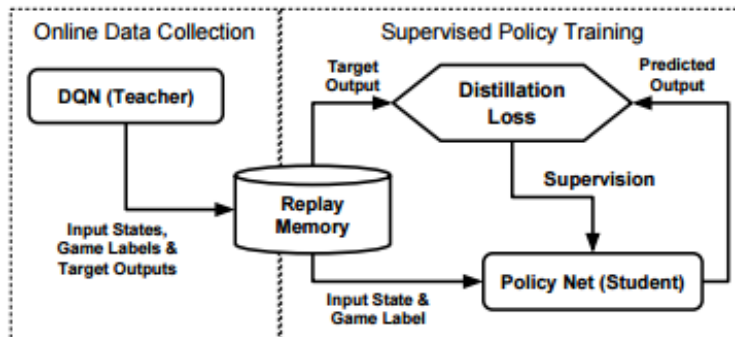 Online Data Collection
Supervised Policy Training
DQN (Teacher)
Target
Output
Distillation
Loss
Predicted
Output
Supervision
Replay
Memory
Input States,
Game Labels &
Target Outputs
Policy Net (Student)
Input State &
Game Label